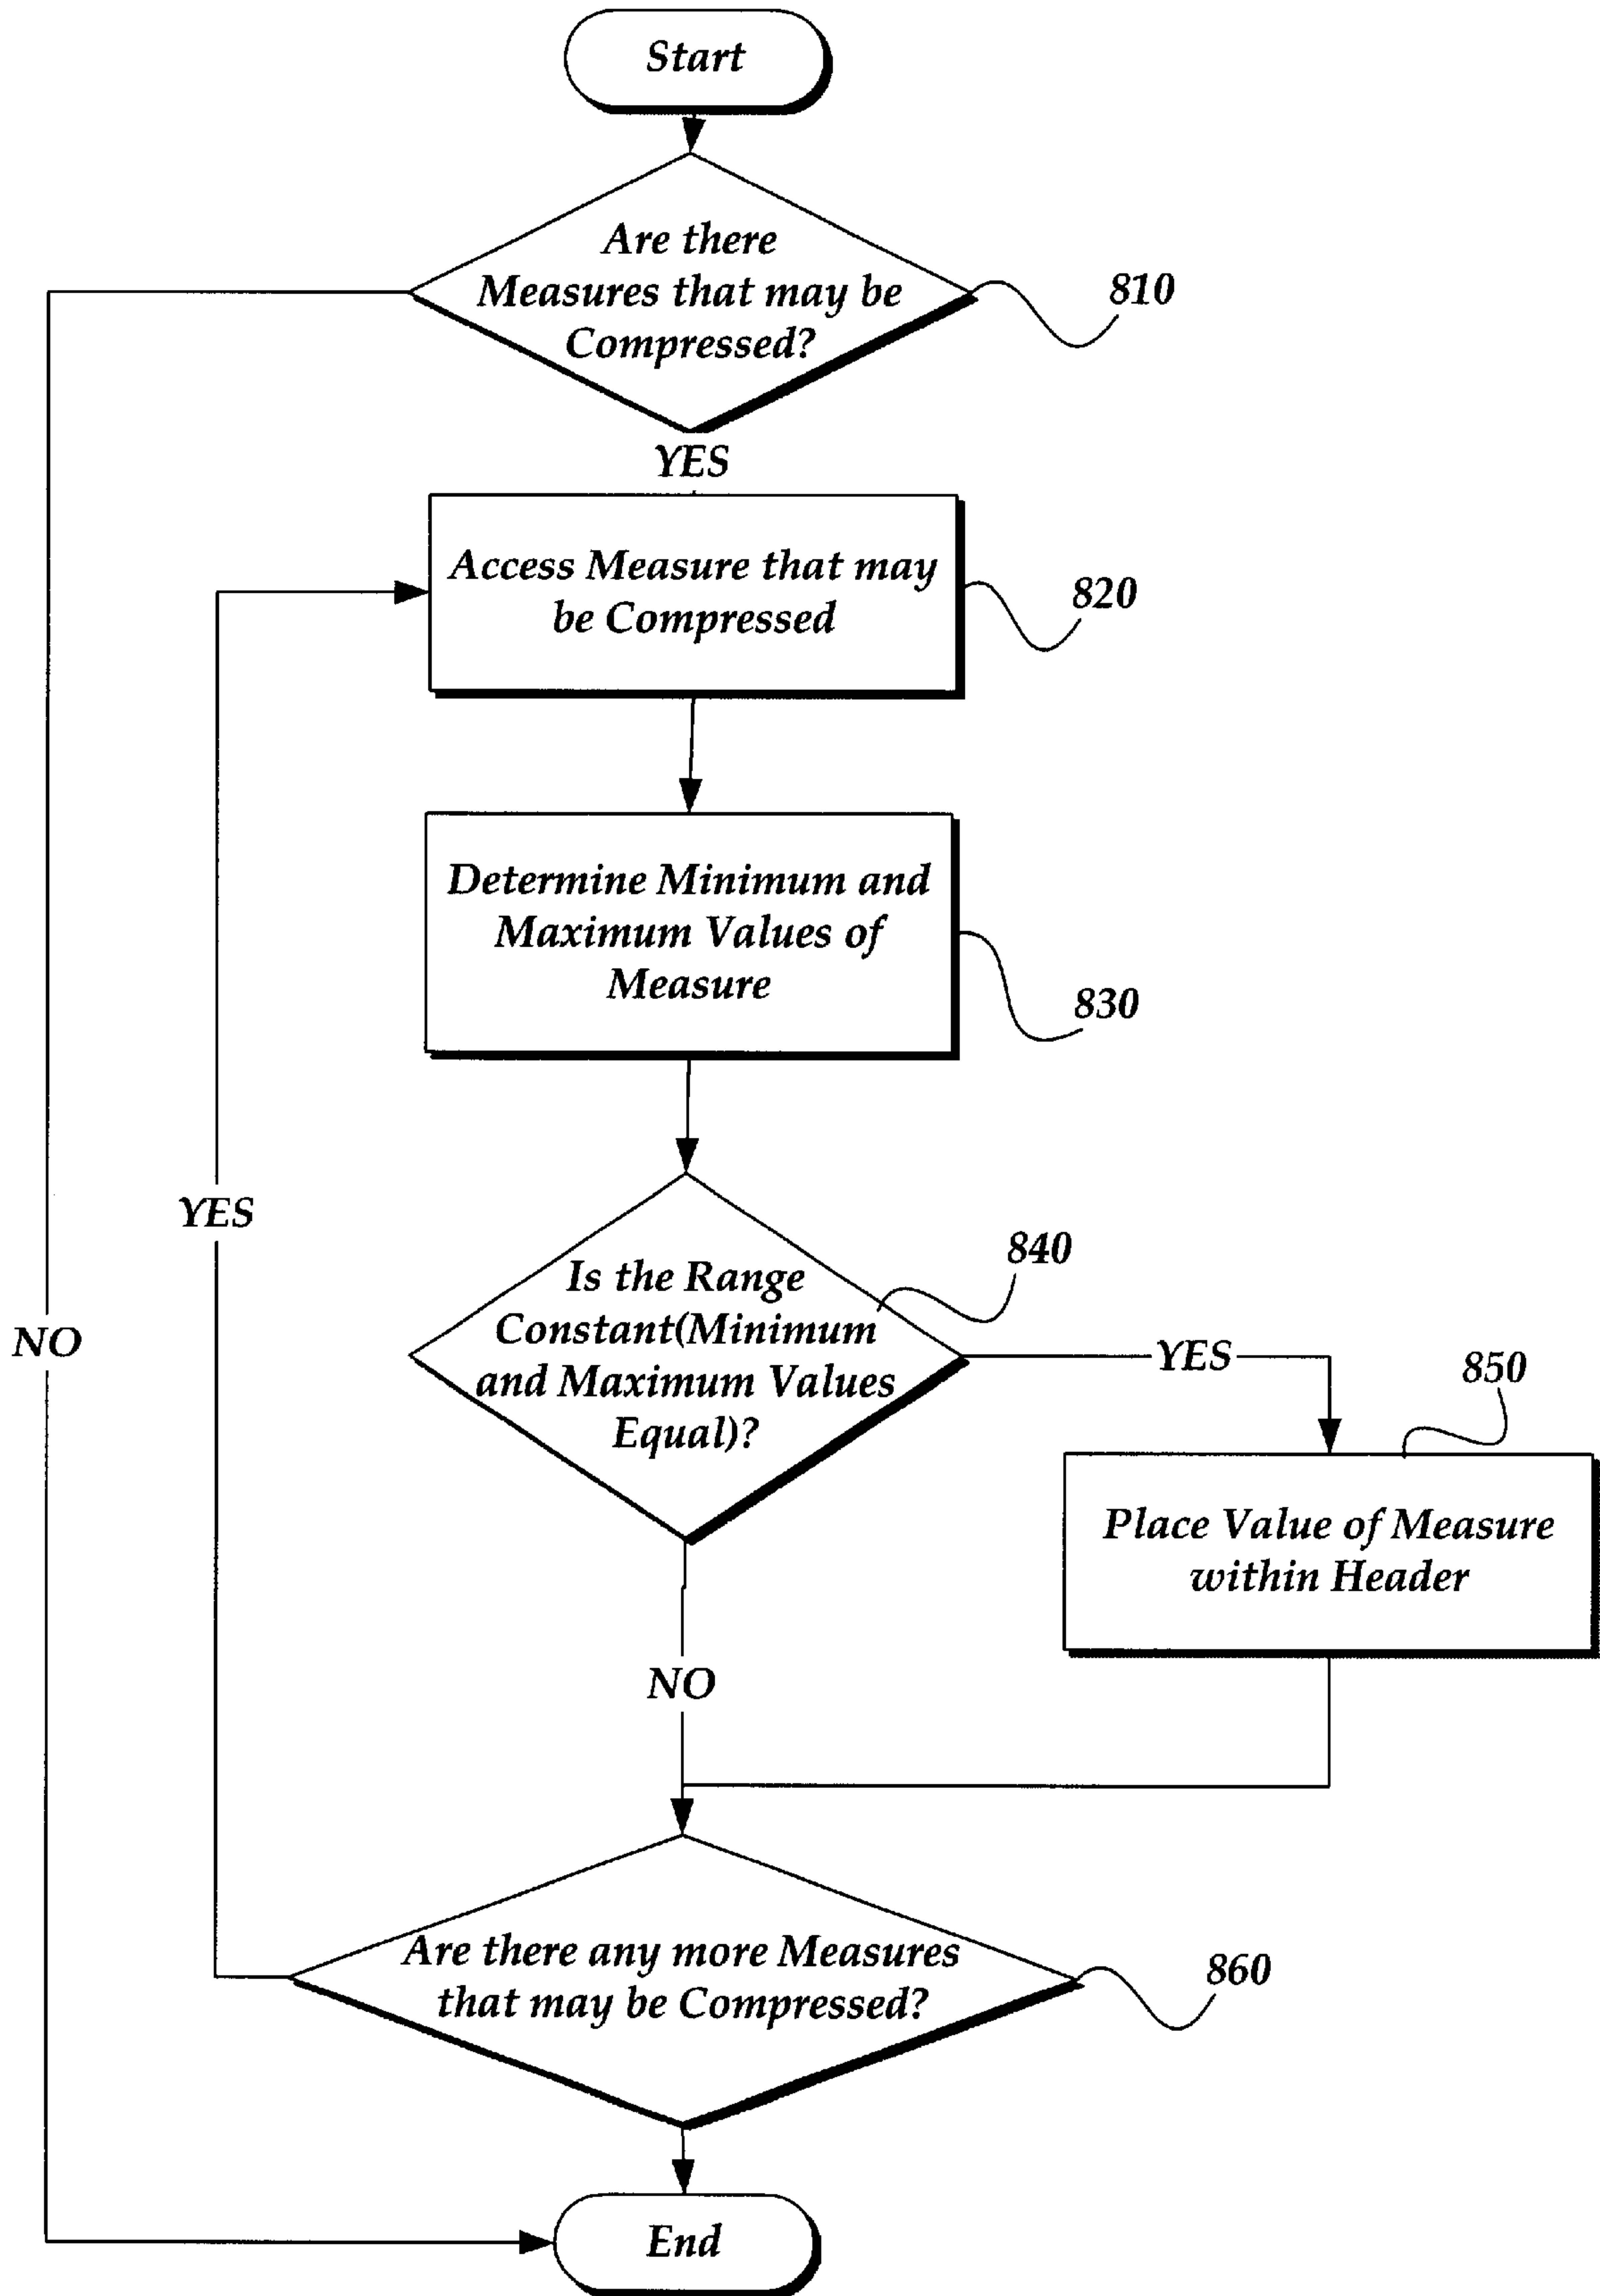 Start
Are there
Measures that may be
Compressed?
810
YES
Access Measure that may
be Compressed
820
Determine Minimum and
Maximum Values of
Measure
830
YES
NO
Is the Range
Constant(Minimum
and Maximum Values
Equal)?
840
YES
850
Place Value of Measure
within Header
NO
Are there any more Measures
that may be Compressed?
860
End